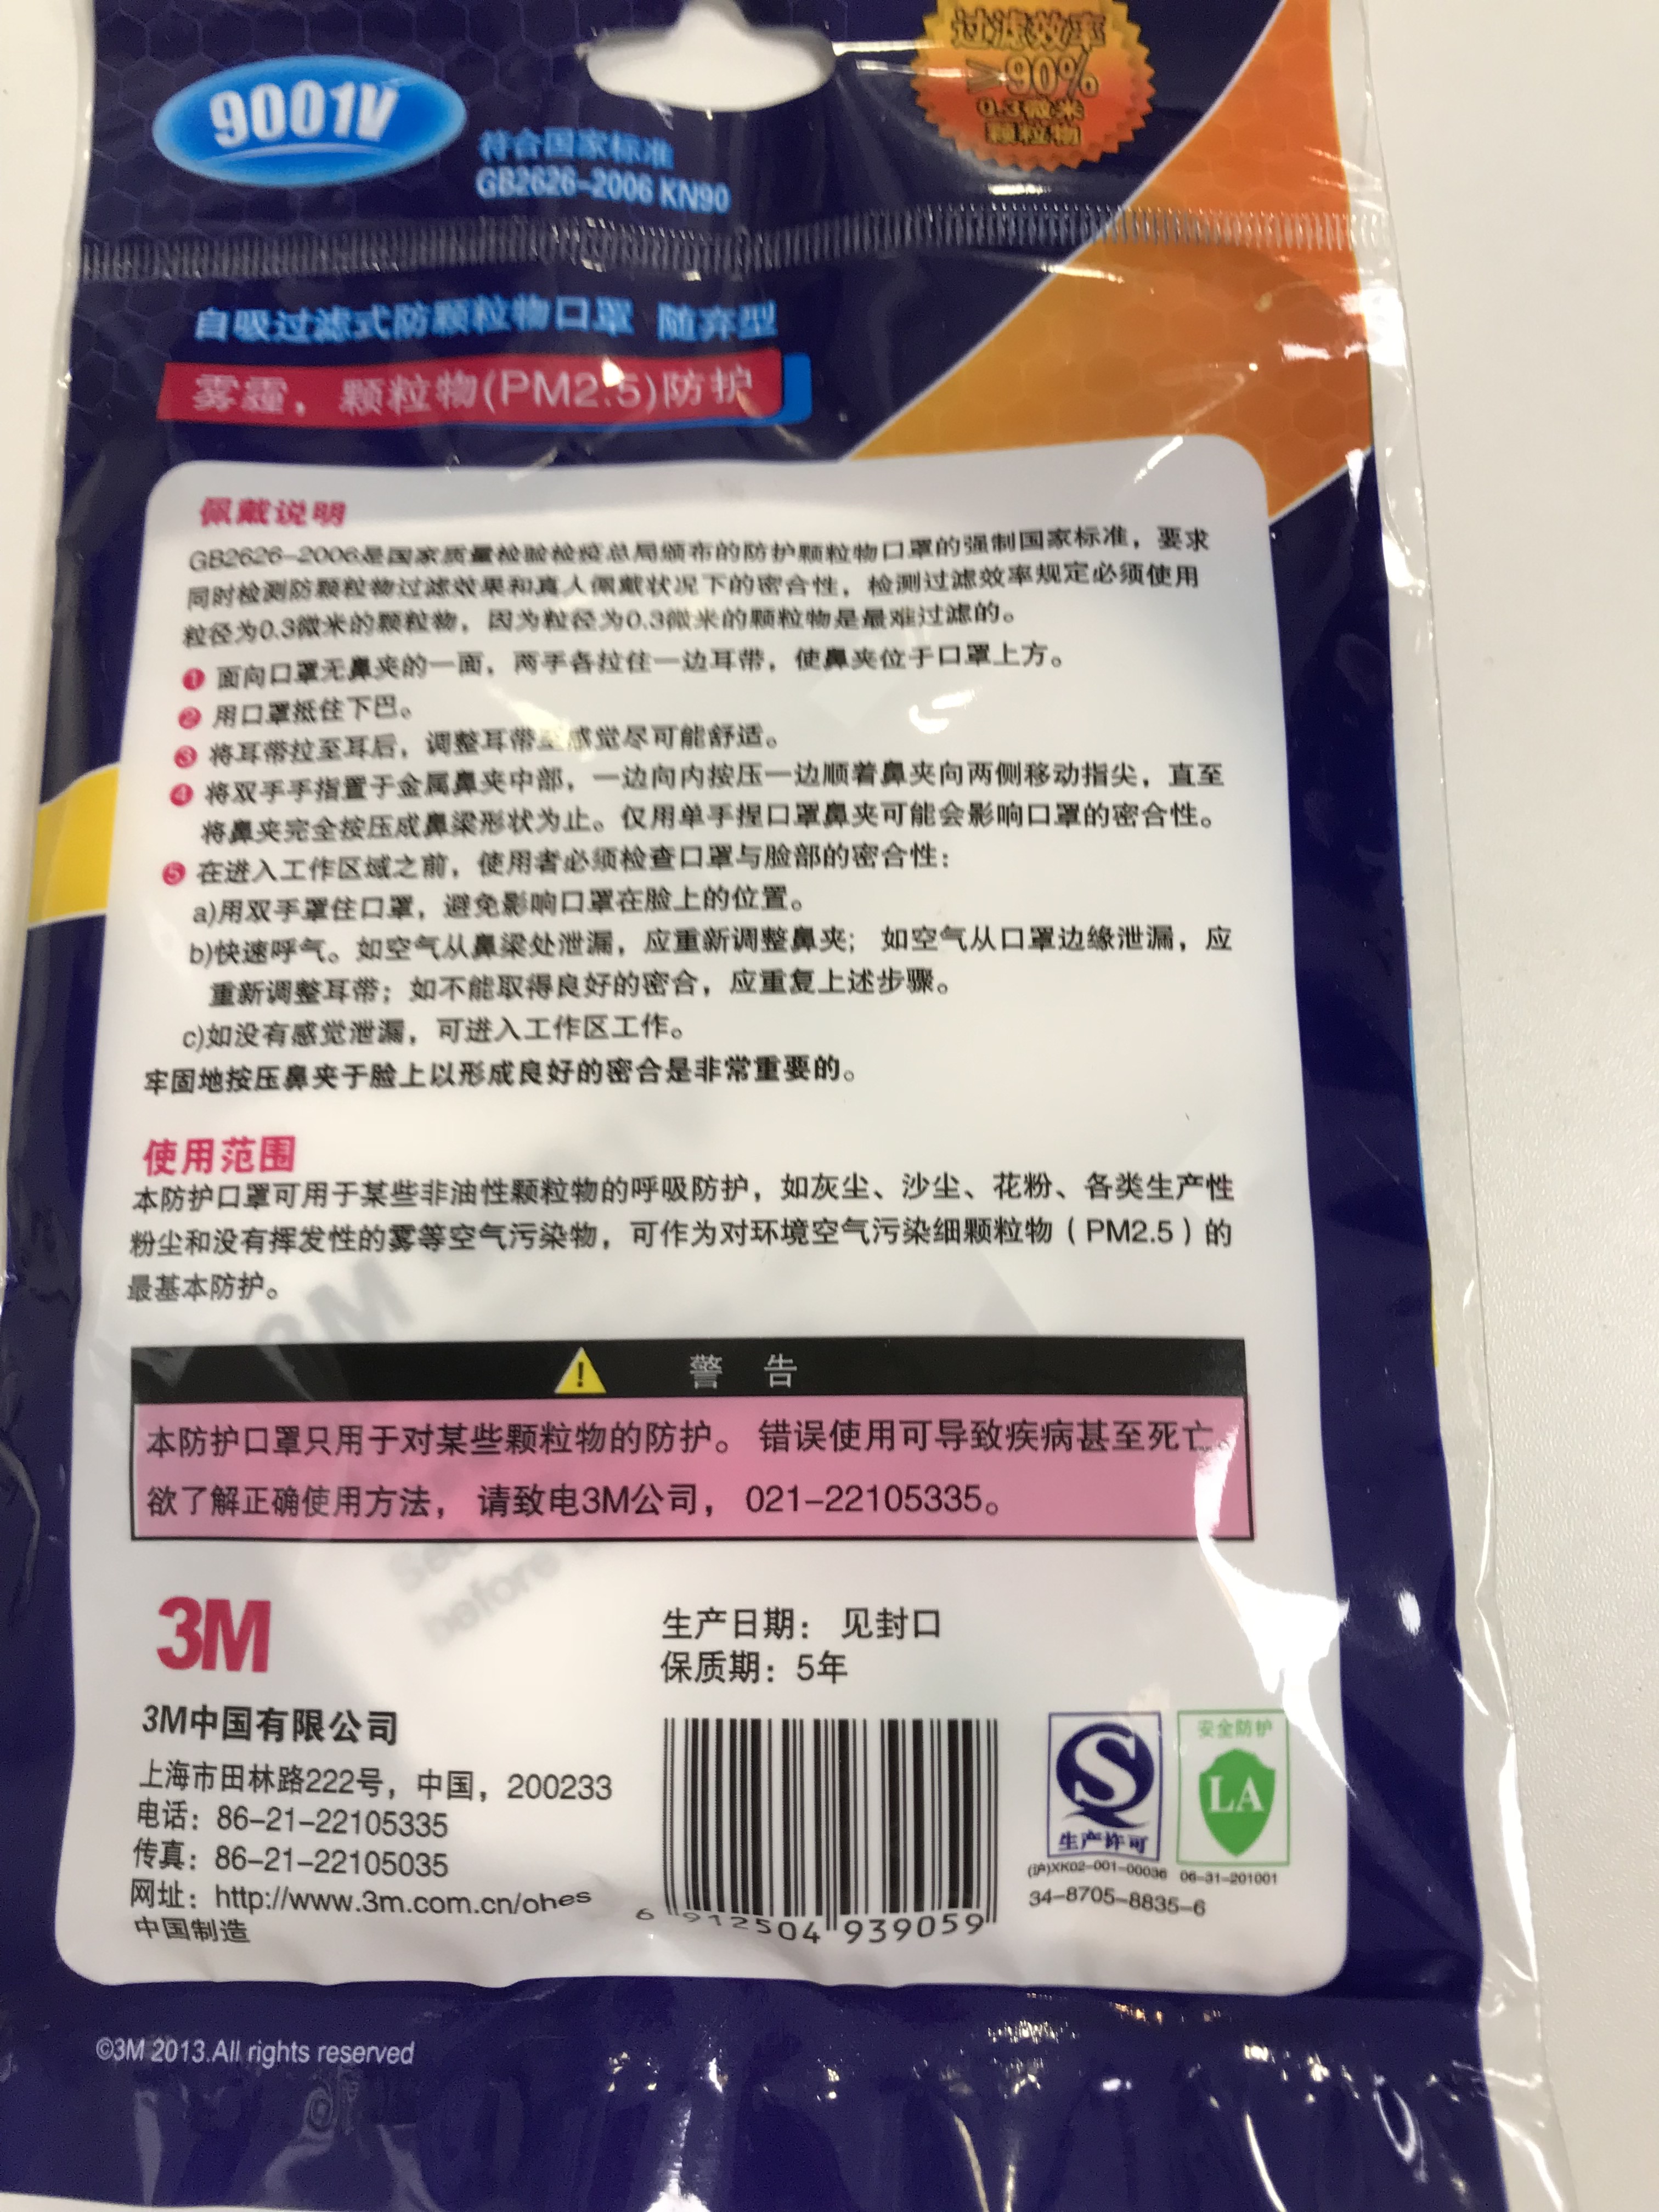 过滤效率
≥90%
0.3微米
颗粒物
9001V
符合国家标准
GB2626-2006 KN90
自吸过滤式防颗粒物口罩 随弃型
雾霾，颗粒物(PM2.5)防护
佩戴说明
GB2626-2006是国家质量检验检疫总局颁布的防护颗粒物口罩的强制国家标准，要求
同时检测防颗粒物过滤效果和真人佩戴状况下的密合性，检测过滤效率规定必须使用
粒径为0.3微米的颗粒物，因为粒径为0.3微米的颗粒物是最难过滤的。
1 面向口罩无鼻夹的一面，两手各拉住一边耳带，使鼻夹位于口罩上方。
2 用口罩抵住下巴。
3 将耳带拉至耳后，调整耳带至感觉尽可能舒适。
4 将双手手指置于金属鼻夹中部，一边向内按压一边顺着鼻夹向两侧移动指尖，直至
将鼻夹完全按压成鼻梁形状为止。仅用单手捏口罩鼻夹可能会影响口罩的密合性。
5 在进入工作区域之前，使用者必须检查口罩与脸部的密合性：
a)用双手罩住口罩，避免影响口罩在脸上的位置。
b)快速呼气。如空气从鼻梁处泄漏，应重新调整鼻夹；如空气从口罩边缘泄漏，应
重新调整耳带；如不能取得良好的密合，应重复上述步骤。
c)如没有感觉泄漏，可进入工作区工作。
牢固地按压鼻夹于脸上以形成良好的密合是非常重要的。
使用范围
本防护口罩可用于某些非油性颗粒物的呼吸防护，如灰尘、沙尘、花粉、各类生产性
粉尘和没有挥发性的雾等空气污染物，可作为对环境空气污染细颗粒物（PM2.5）的
最基本防护。
! 警 告
本防护口罩只用于对某些颗粒物的防护。错误使用可导致疾病甚至死亡。
欲了解正确使用方法，请致电3M公司，021-22105335。
3M
生产日期：见封口
保质期：5年
3M中国有限公司
上海市田林路222号，中国，200233
电话：86-21-22105335
传真：86-21-22105035
网址：http://www.3m.com.cn/ohes
中国制造
6 912504 939059
生产许可
(沪)XK02-001-00036
安全防护
LA
06-31-201001
34-8705-8835-6
©3M 2013.All rights reserved